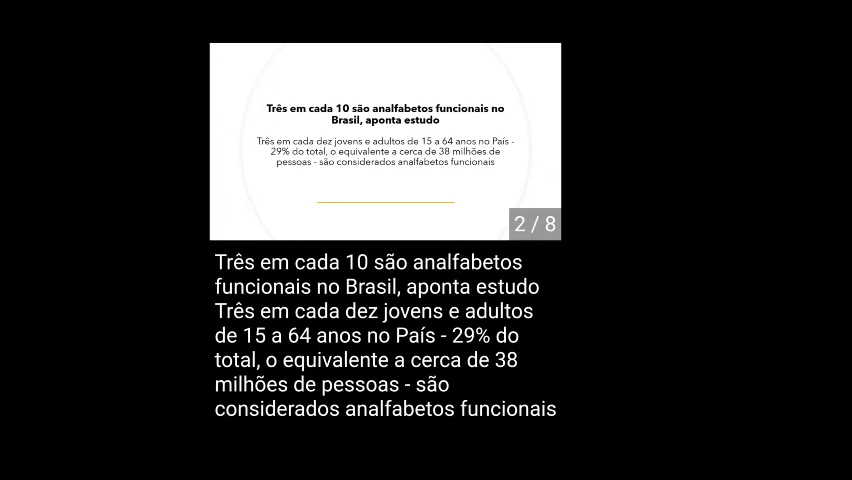 Três em cada 10 são analfabetos funcionais no
Brasil, aponta estudo
Três em cada dez jovens e adultos de 15 a 64 anos no País -
29% do total, o equivalente a cerca de 38 milhões de
pessoas - são considerados analfabetos funcionais
2 / 8
Três em cada 10 são analfabetos
funcionais no Brasil, aponta estudo
Três em cada dez jovens e adultos
de 15 a 64 anos no País - 29% do
total, o equivalente a cerca de 38
milhões de pessoas - são
considerados analfabetos funcionais